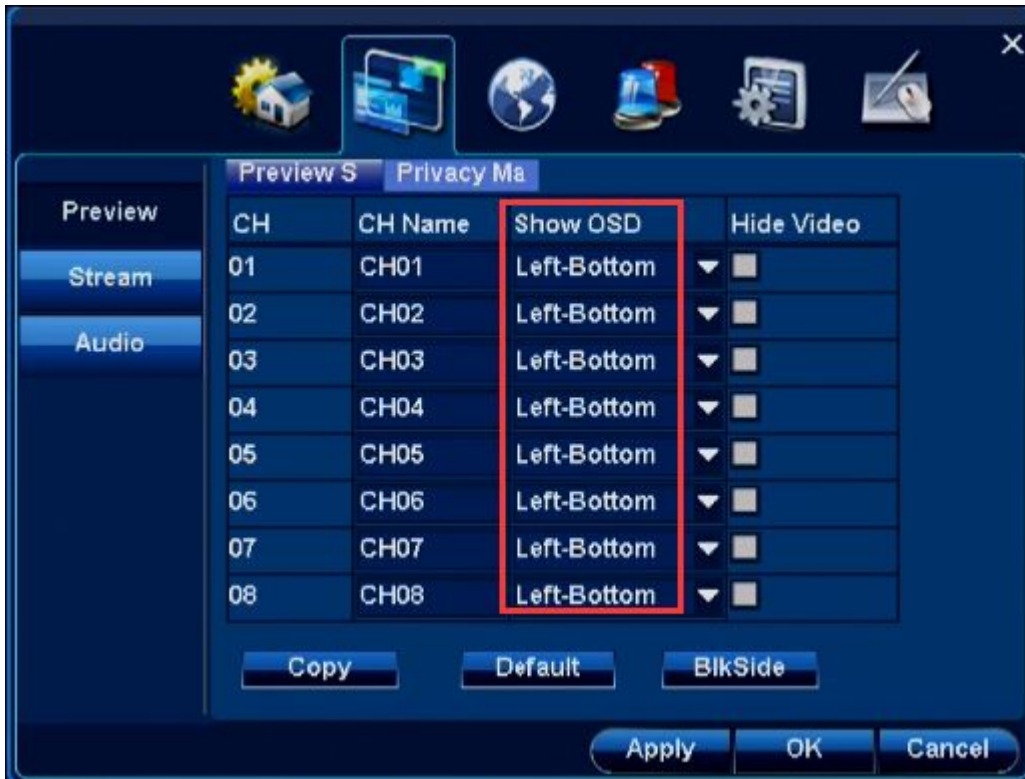 Preview S Privacy Ma
Preview
Stream
Audio
CH CH Name Show OSD Hide Video
01 CH01 Left-Bottom
02 CH02 Left-Bottom
03 CH03 Left-Bottom
04 CH04 Left-Bottom
05 CH05 Left-Bottom
06 CH06 Left-Bottom
07 CH07 Left-Bottom
08 CH08 Left-Bottom
Copy Default BlkSide
Apply OK Cancel